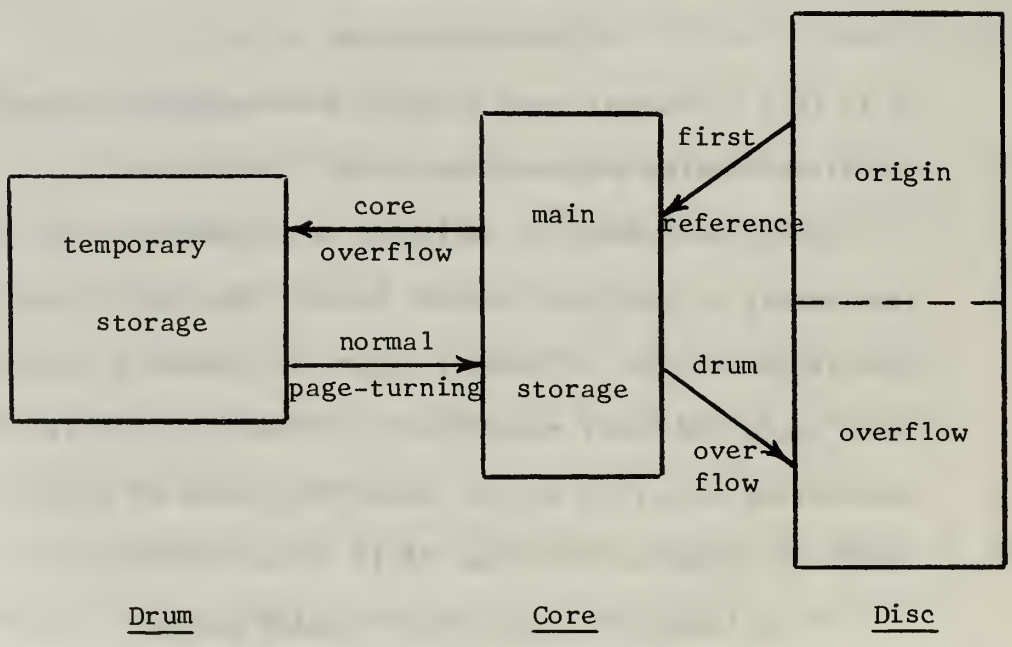 first
reference
origin
core
overflow
main
temporary
storage
normal
page-turning
storage
drum
over-
flow
overflow
Drum
Core
Disc